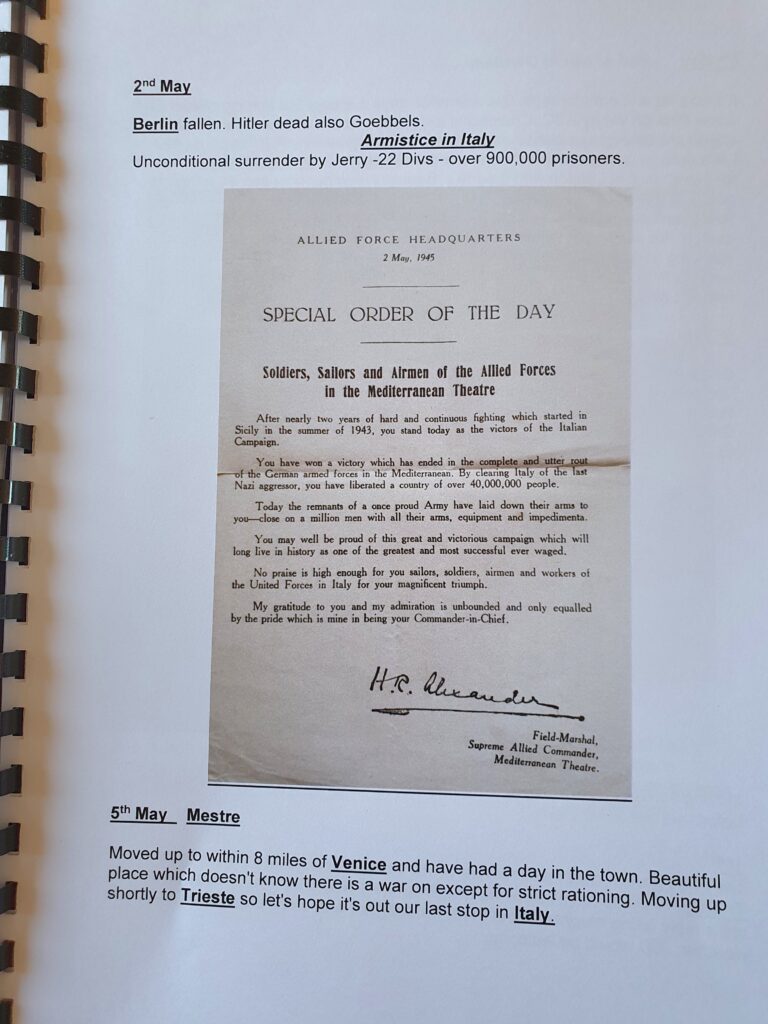 2nd May
Berlin fallen. Hitler dead also Goebbels.
Armistice in Italy
Unconditional surrender by Jerry -22 Divs - over 900,000 prisoners.
ALLIED FORCE HEADQUARTERS
2 May, 1945
SPECIAL ORDER OF THE DAY
Soldiers, Sailors and Airmen of the Allied Forces
in the Mediterranean Theatre
After nearly two years of hard and continuous fighting which started in
Sicily in the summer of 1943, you stand today as the victors of the Italian
Campaign.
You have won a victory which has ended in the complete and utter rout
of the German armed forces in the Mediterranean. By clearing Italy of the last
Nazi aggressor, you have liberated a country of over 40,000,000 people.
Today the remnants of a once proud Army have laid down their arms to
you—close on a million men with all their arms, equipment and impedimenta.
You may well be proud of this great and victorious campaign which will
long live in history as one of the greatest and most successful ever waged.
No praise is high enough for you sailors, soldiers, airmen and workers of
the United Forces in Italy for your magnificent triumph.
My gratitude to you and my admiration is unbounded and only equalled
by the pride which is mine in being your Commander-in-Chief.
H.R. Alexander
Field-Marshal,
Supreme Allied Commander,
Mediterranean Theatre.
5th May Mestre
Moved up to within 8 miles of Venice and have had a day in the town. Beautiful
place which doesn't know there is a war on except for strict rationing. Moving up
shortly to Trieste so let's hope it's out our last stop in Italy.